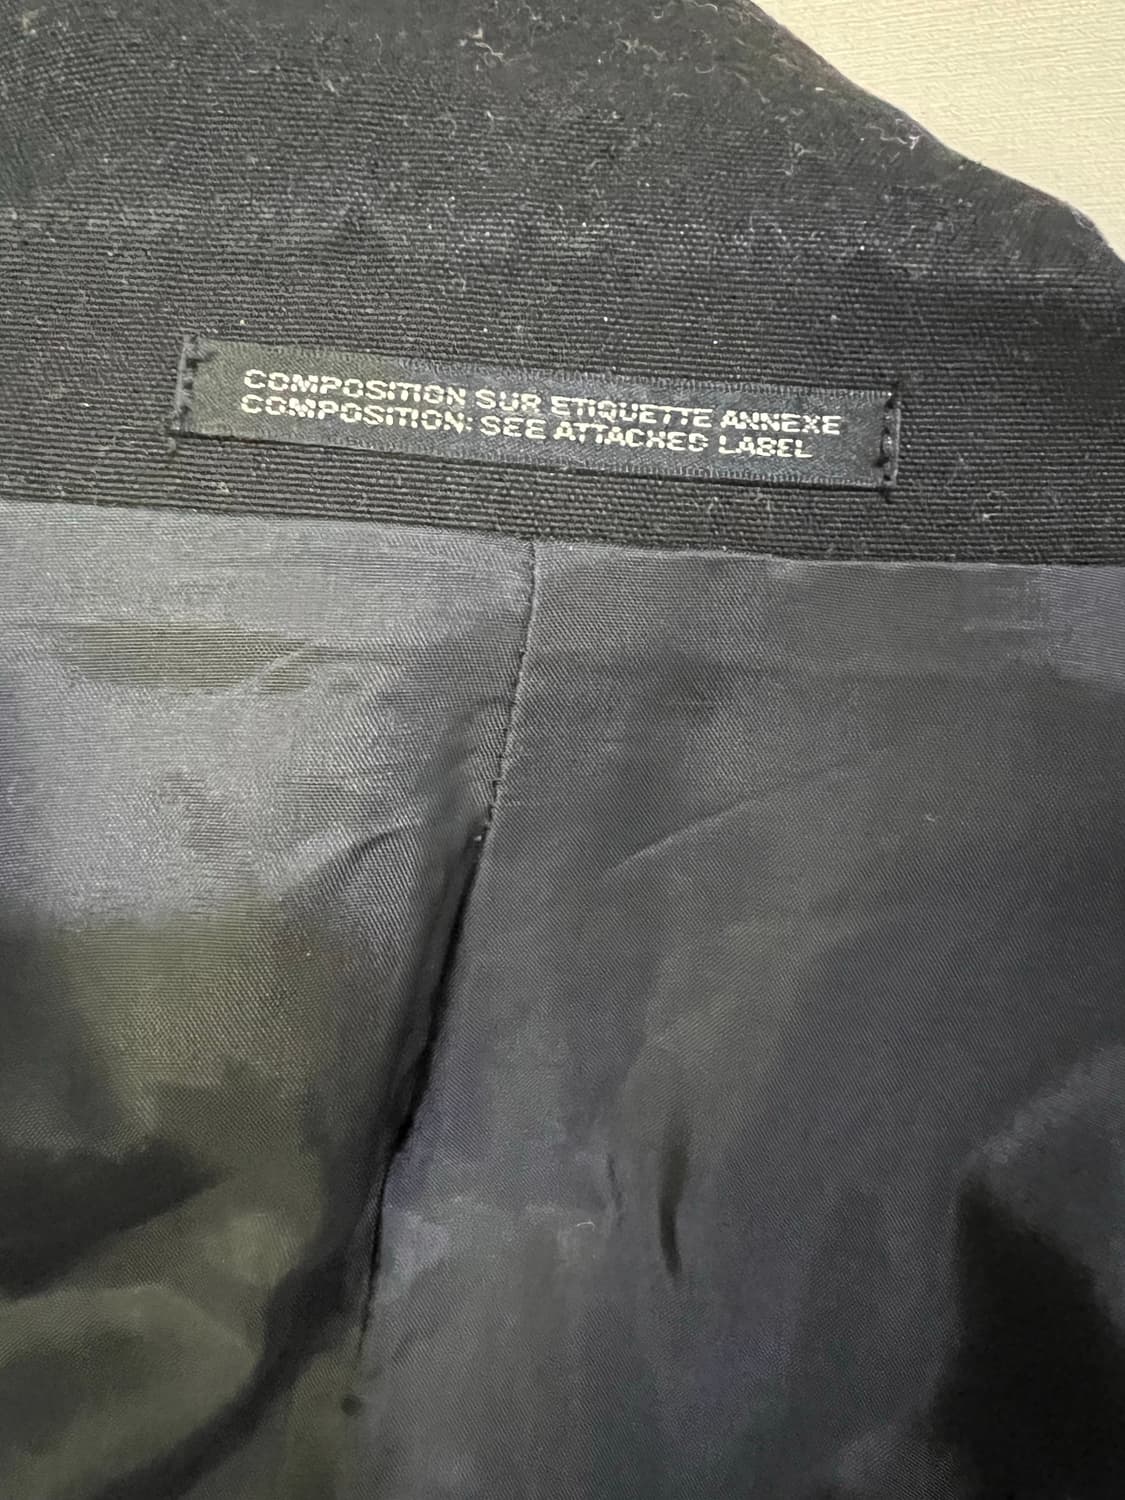 COMPOSITION SUR ETIQUETTE ANNEXE
COMPOSITION: SEE ATTACHED LABEL